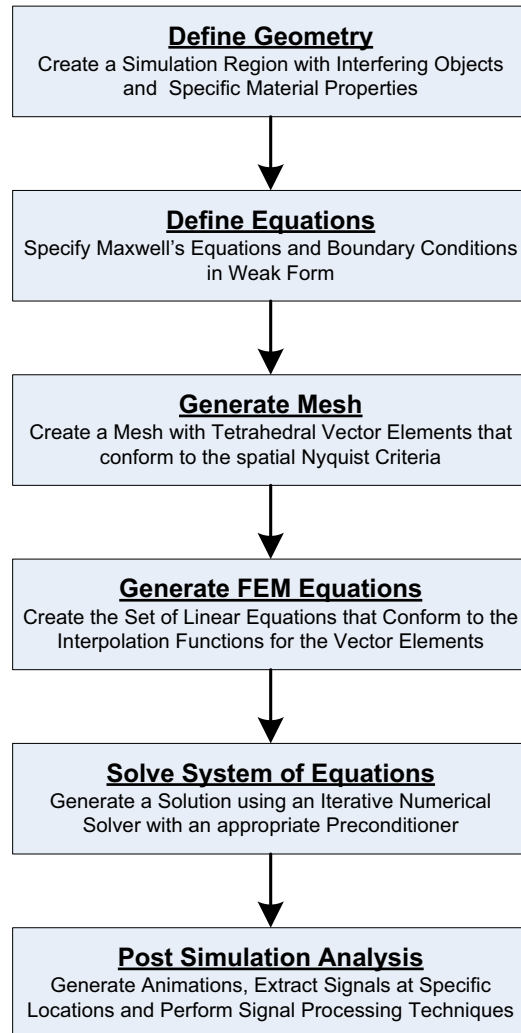 Define Geometry
Create a Simulation Region with Interfering Objects
and Specific Material Properties
Define Equations
Specify Maxwell's Equations and Boundary Conditions
in Weak Form
Generate Mesh
Create a Mesh with Tetrahedral Vector Elements that
conform to the spatial Nyquist Criteria
Generate FEM Equations
Create the Set of Linear Equations that Conform to the
Interpolation Functions for the Vector Elements
Solve System of Equations
Generate a Solution using an Iterative Numerical
Solver with an appropriate Preconditioner
Post Simulation Analysis
Generate Animations, Extract Signals at Specific
Locations and Perform Signal Processing Techniques